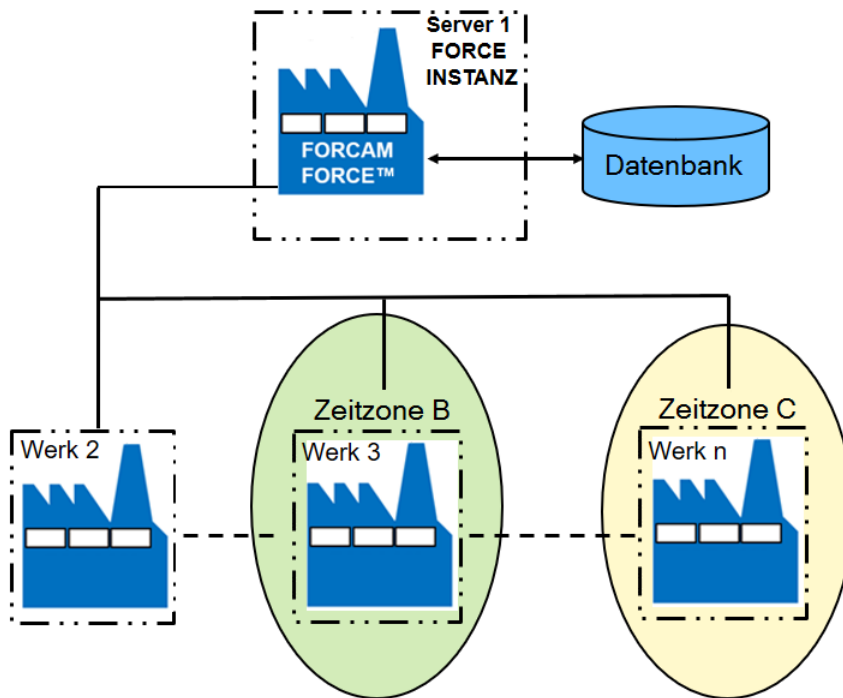 Server 1
FORCE
INSTANZ
FORCAM
FORCE™
Datenbank
Zeitzone B
Zeitzone C
Werk 2
Werk 3
Werk n